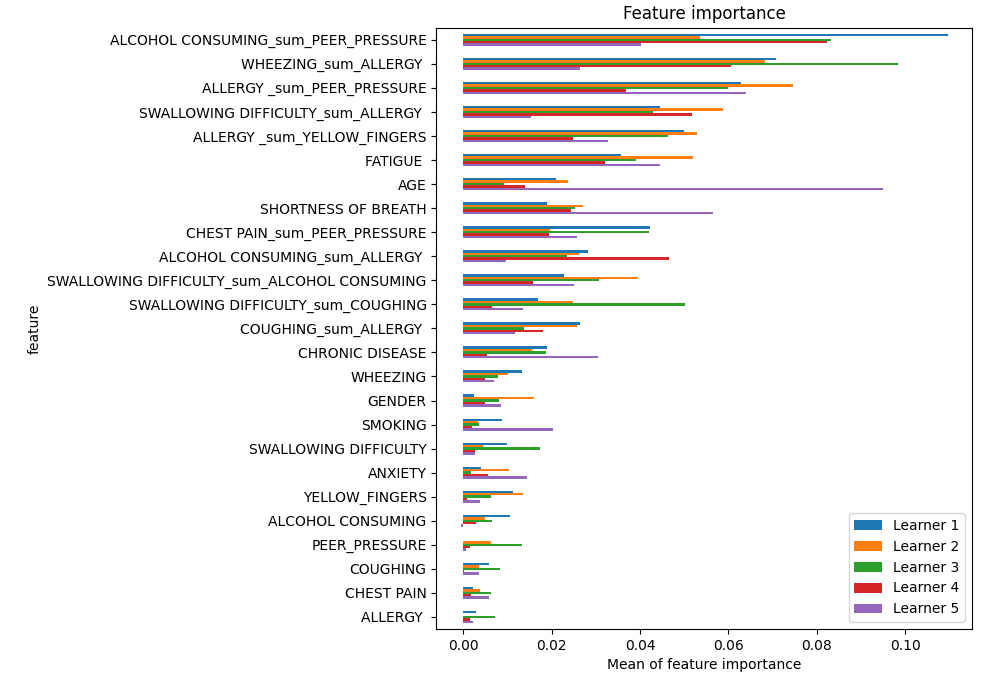 Feature importance
ALCOHOL CONSUMING_sum_PEER_PRESSURE
WHEEZING_sum_ALLERGY
ALLERGY _sum_PEER_PRESSURE
SWALLOWING DIFFICULTY_sum_ALLERGY
ALLERGY _sum_YELLOW_FINGERS
FATIGUE
AGE
SHORTNESS OF BREATH
CHEST PAIN_sum_PEER_PRESSURE
ALCOHOL CONSUMING_sum_ALLERGY
SWALLOWING DIFFICULTY_sum_ALCOHOL CONSUMING
SWALLOWING DIFFICULTY_sum_COUGHING
COUGHING_sum_ALLERGY
CHRONIC DISEASE
WHEEZING
GENDER
SMOKING
SWALLOWING DIFFICULTY
ANXIETY
YELLOW_FINGERS
ALCOHOL CONSUMING
PEER_PRESSURE
COUGHING
CHEST PAIN
ALLERGY
feature
Learner 1
Learner 2
Learner 3
Learner 4
Learner 5
0.00 0.02 0.04 0.06 0.08 0.10
Mean of feature importance